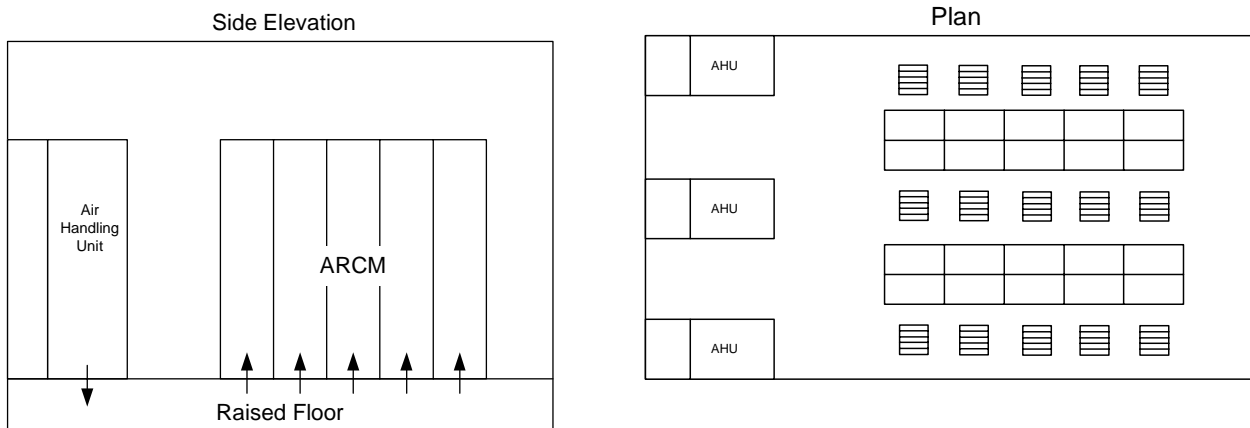 Side Elevation
Air
Handling
Unit
ARCM
Raised Floor
Plan
AHU
AHU
AHU